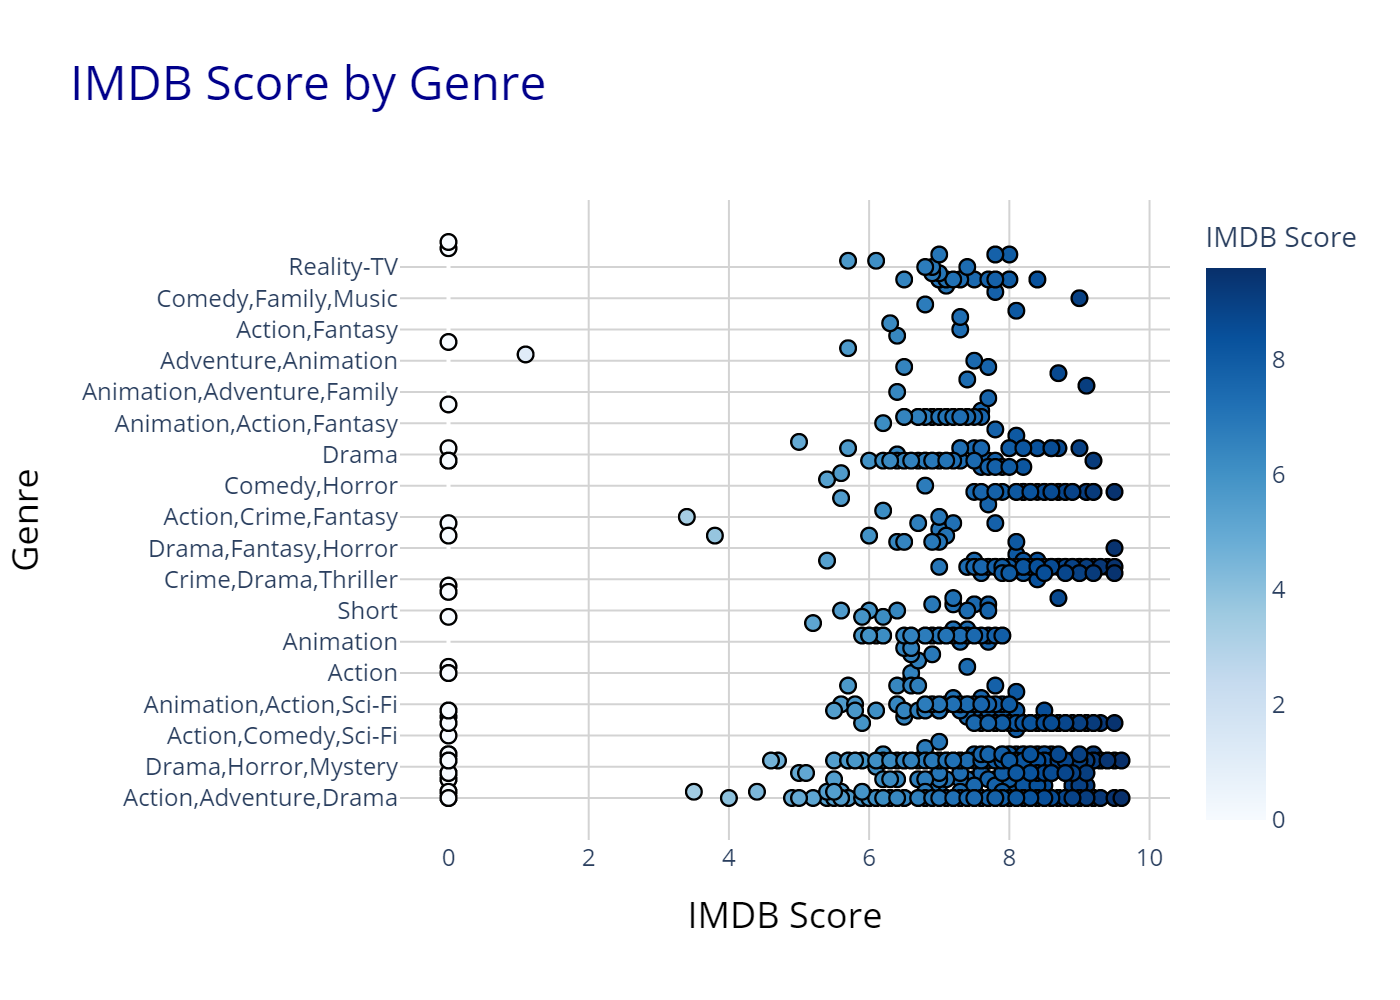 IMDB Score by Genre
IMDB Score
Reality-TV
Comedy,Family,Music
Action,Fantasy
Adventure,Animation
Animation,Adventure,Family
Animation,Action,Fantasy
Drama
Comedy,Horror
Action,Crime,Fantasy
Drama,Fantasy,Horror
Crime,Drama,Thriller
Short
Animation
Action
Animation,Action,Sci-Fi
Action,Comedy,Sci-Fi
Drama,Horror,Mystery
Action,Adventure,Drama
Genre
8
6
4
2
0
0 2 4 6 8 10
IMDB Score